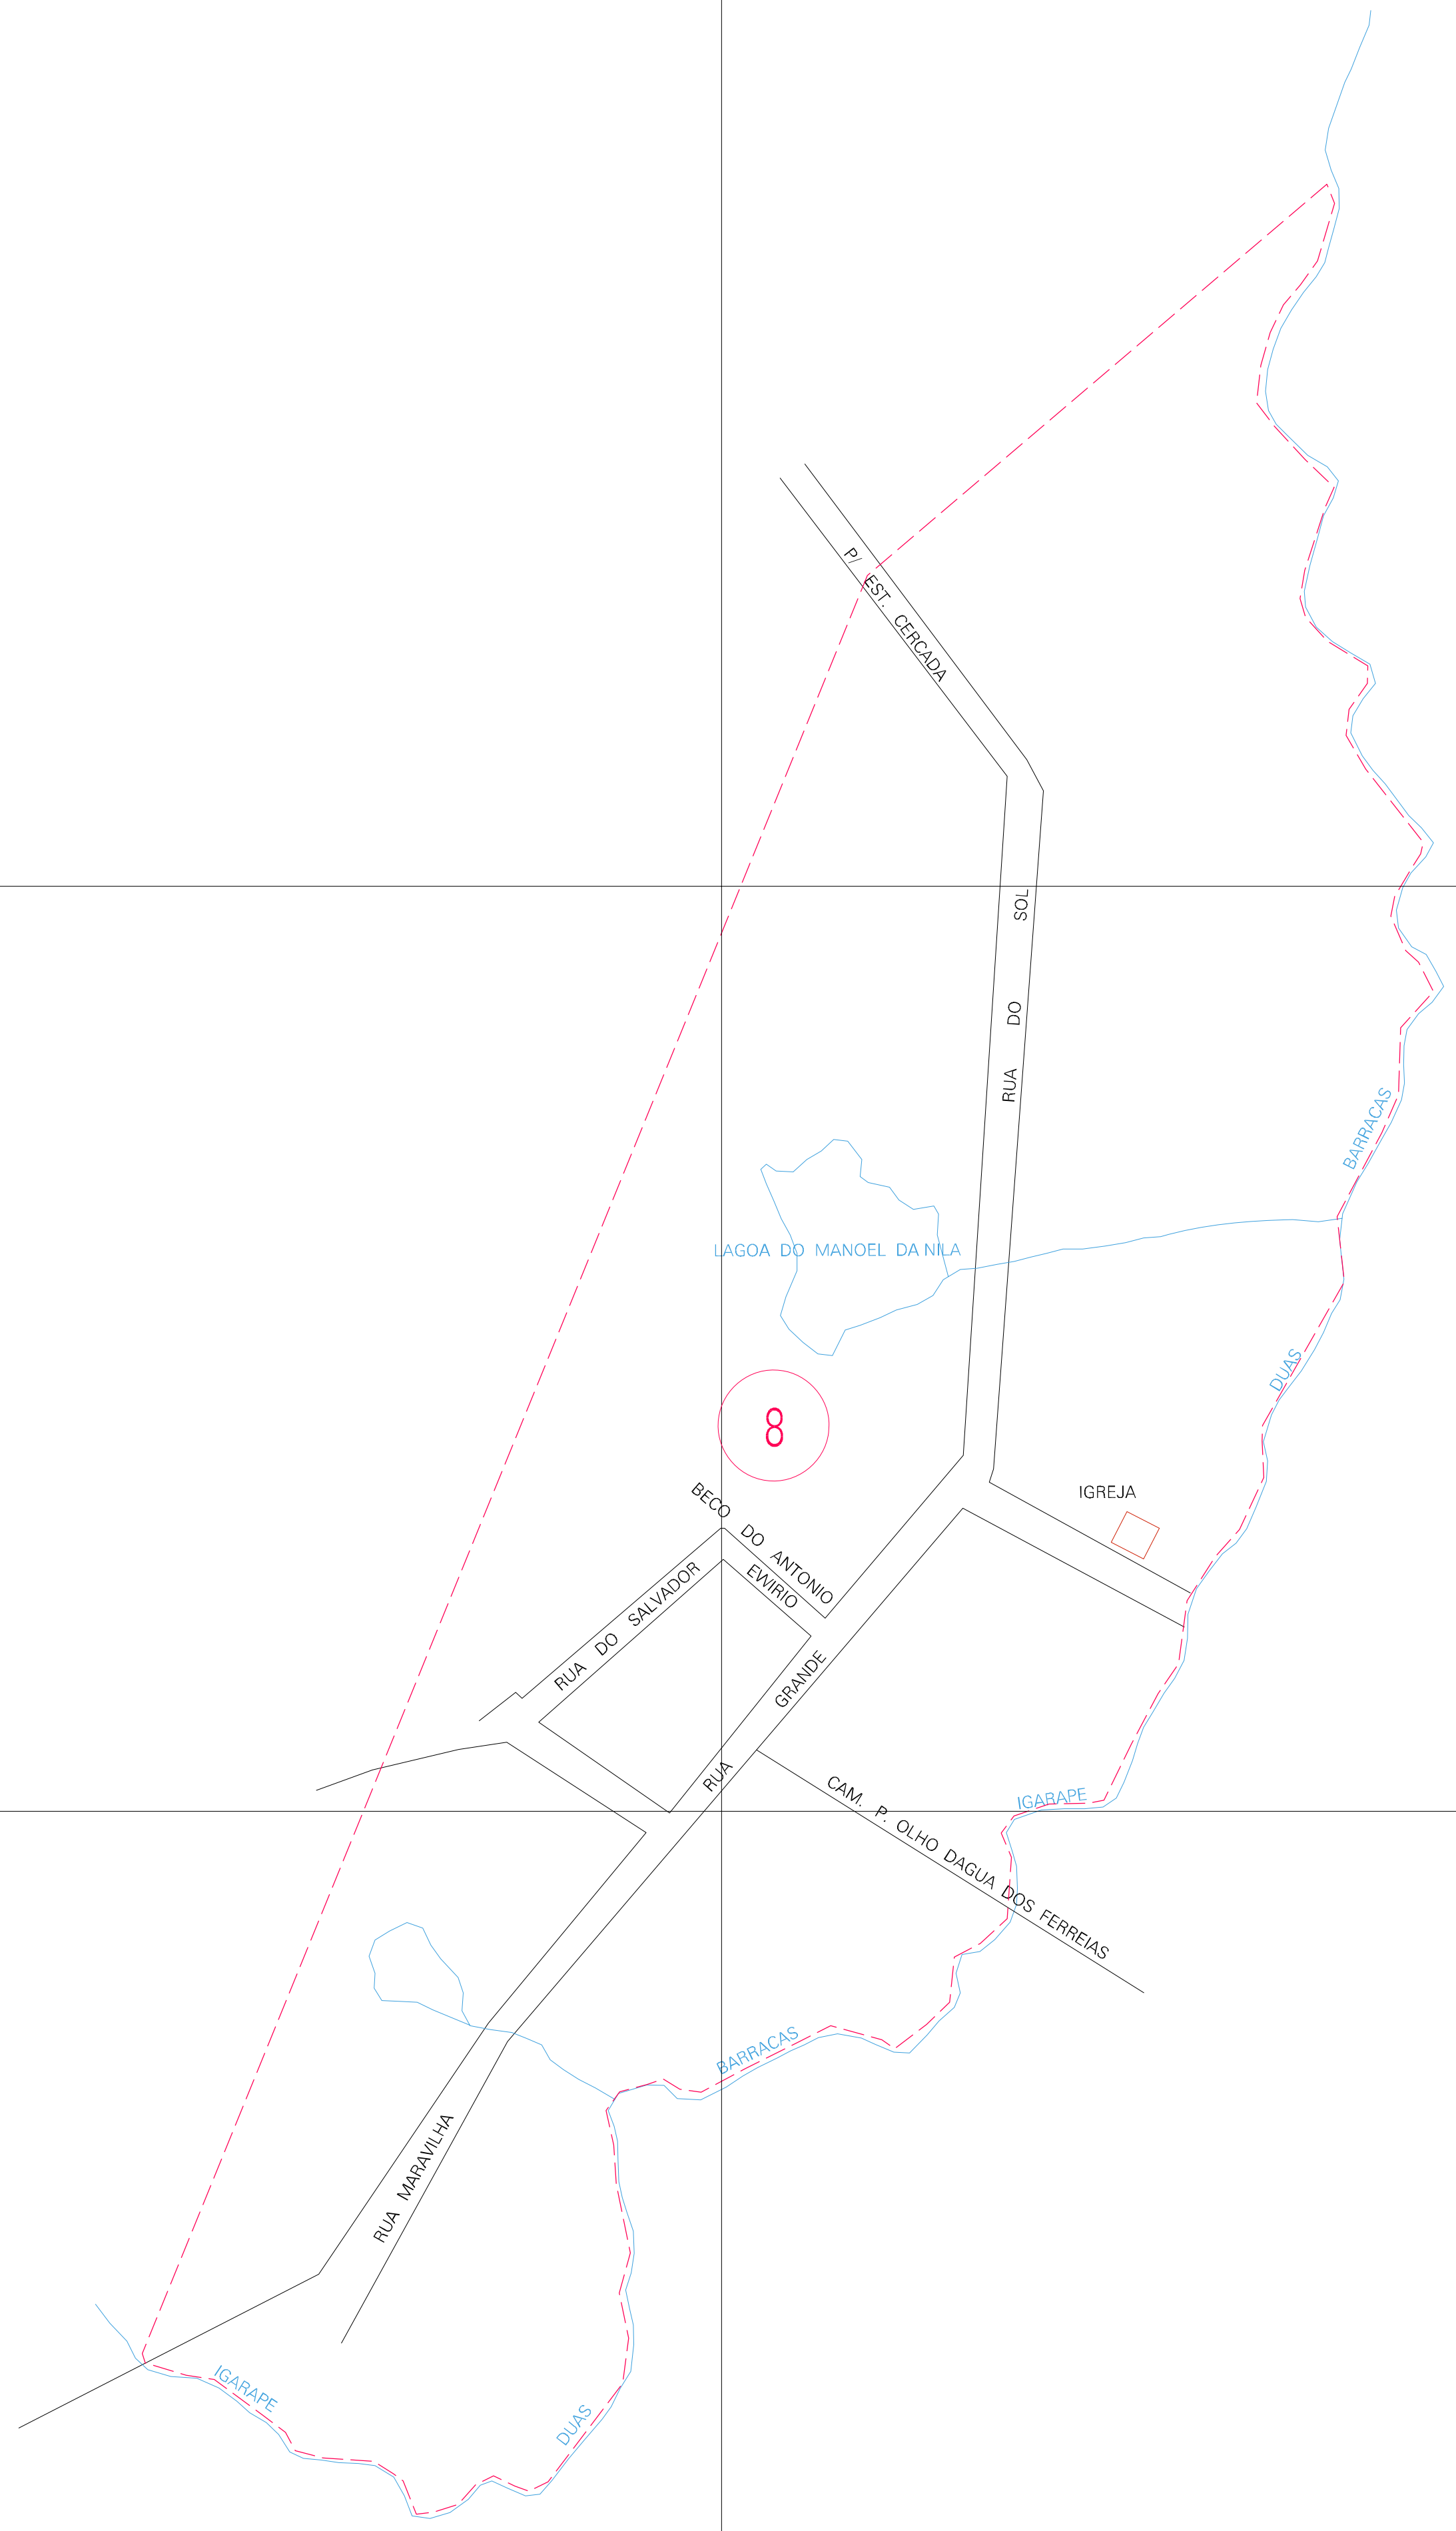 P/ EST. CERCADA
RUA DO SOL
BARRACAS
LAGOA DO MANOEL DA NILA
DUAS
8
IGREJA
BECO DO ANTONIO
EWIRIO
RUA DO SALVADOR
RUA GRANDE
IGARAPE
CAM. P. OLHO DAGUA DOS FERREIAS
BARRACAS
RUA MARAVILHA
IGARAPE
DUAS